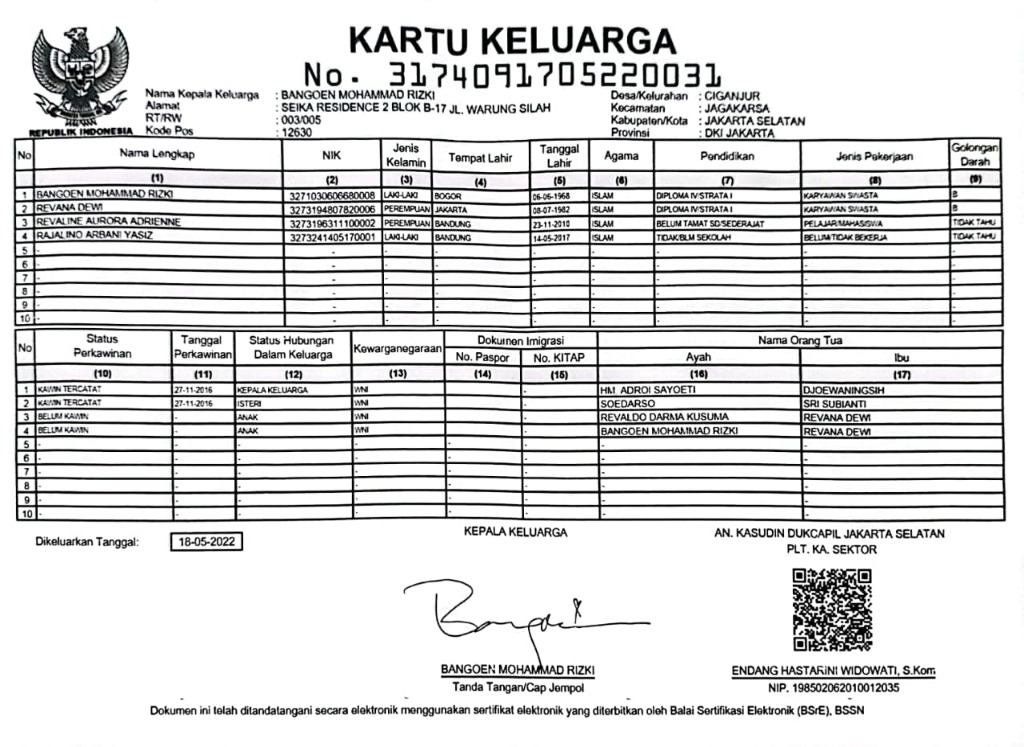 KARTU KELUARGA
No. 3174091705220031
REPUBLIK INDONESIA
Nama Kepala Keluarga : BANGOEN MOHAMMAD RIZKI
Alamat : SEIKA RESIDENCE 2 BLOK B-17 JL. WARUNG SILAH
RT/RW : 003/005
Kode Pos : 12630
Desa/Kelurahan : CIGANJUR
Kecamatan : JAGAKARSA
Kabupaten/Kota : JAKARTA SELATAN
Provinsi : DKI JAKARTA
No Nama Lengkap NIK Jenis Kelamin Tempat Lahir Tanggal Lahir Agama Pendidikan Jenis Pekerjaan Golongan Darah
(1) (2) (3) (4) (5) (6) (7) (8) (9)
1 BANGOEN MOHAMMAD RIZKI 3271030606680008 LAKI-LAKI BOGOR 06-06-1968 ISLAM DIPLOMA IV/STRATA I KARYAWAN SWASTA B
2 REVANA DEWI 3273194807820006 PEREMPUAN JAKARTA 08-07-1982 ISLAM DIPLOMA IV/STRATA I KARYAWAN SWASTA B
3 REVALINE AURORA ADRIENNE 3273196311100002 PEREMPUAN BANDUNG 23-11-2010 ISLAM BELUM TAMAT SD/SEDERAJAT PELAJAR/MAHASISWA TIDAK TAHU
4 RAJALINO ARBANI YASIZ 3273241405170001 LAKI-LAKI BANDUNG 14-05-2017 ISLAM TIDAK/BLM SEKOLAH BELUM/TIDAK BEKERJA TIDAK TAHU
5 - - - - - - - - -
6 - - - - - - - - -
7 - - - - - - - - -
8 - - - - - - - - -
9 - - - - - - - - -
10 - - - - - - - - -
No Status Perkawinan Tanggal Perkawinan Status Hubungan Dalam Keluarga Kewarganegaraan Dokumen Imigrasi Nama Orang Tua
No. Paspor No. KITAP Ayah Ibu
(10) (11) (12) (13) (14) (15) (16) (17)
1 KAWIN TERCATAT 27-11-2016 KEPALA KELUARGA WNI - - HM ADROI SAYOETI DJOEWANINGSIH
2 KAWIN TERCATAT 27-11-2016 ISTERI WNI - - SOEDARSO SRI SUBIANTI
3 BELUM KAWIN - ANAK WNI - - REVALDO DARMA KUSUMA REVANA DEWI
4 BELUM KAWIN - ANAK WNI - - BANGOEN MOHAMMAD RIZKI REVANA DEWI
5 - - - - - - - -
6 - - - - - - - -
7 - - - - - - - -
8 - - - - - - - -
9 - - - - - - - -
10 - - - - - - - -
Dikeluarkan Tanggal: 18-05-2022
KEPALA KELUARGA
BANGOEN MOHAMMAD RIZKI
Tanda Tangan/Cap Jempol
AN. KASUDIN DUKCAPIL JAKARTA SELATAN
PLT. KA. SEKTOR
ENDANG HASTARINI WIDOWATI, S.Kom
NIP. 198502062010012035
Dokumen ini telah ditandatangani secara elektronik menggunakan sertifikat elektronik yang diterbitkan oleh Balai Sertifikasi Elektronik (BSrE), BSSN